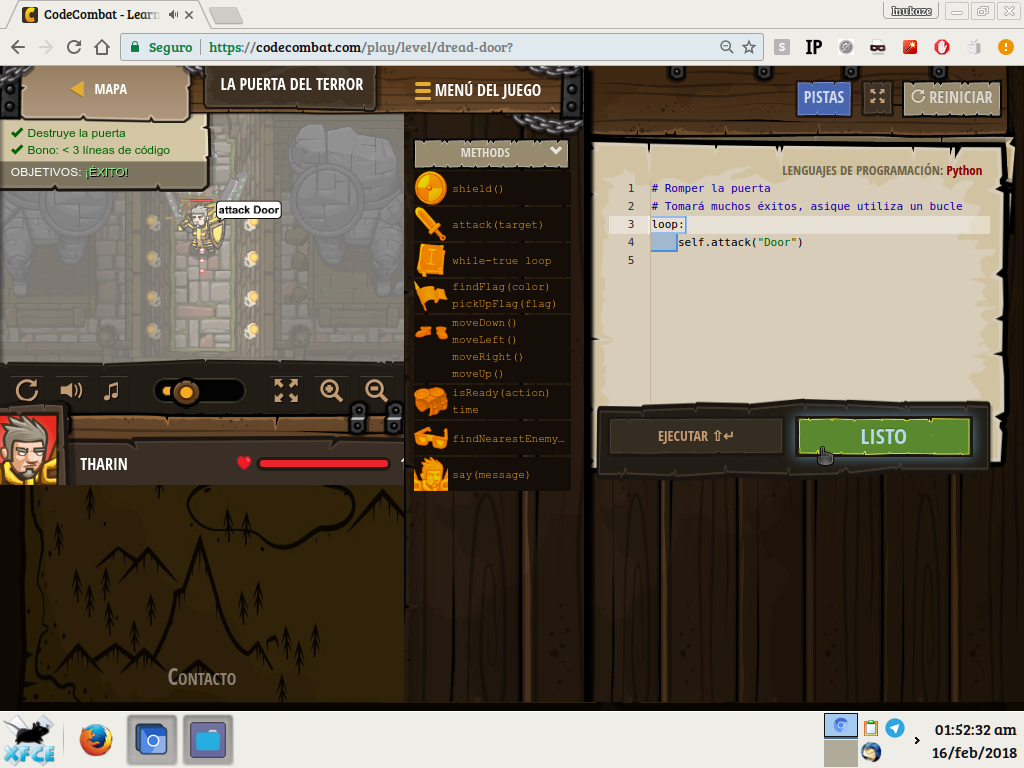 CodeCombat - Learn
Inukaze
Seguro
https://codecombat.com/play/level/dread-door?
S
IP
MAPA
LA PUERTA DEL TERROR
MENÚ DEL JUEGO
PISTAS
REINICIAR
Destruye la puerta
Bono: < 3 líneas de código
OBJETIVOS: ¡ÉXITO!
attack Door
METHODS
shield()
attack(target)
while-true loop
findFlag(color)
pickUpFlag(flag)
moveDown()
moveLeft()
moveRight()
moveUp()
isReady(action)
time
findNearestEnemy…
say(message)
LENGUAJES DE PROGRAMACIÓN: Python
1 # Romper la puerta
2 # Tomará muchos éxitos, asique utiliza un bucle
3 loop:
4 self.attack("Door")
5
EJECUTAR ⇧↵
LISTO
THARIN
CONTACTO
XFCE
01:52:32 am
16/feb/2018